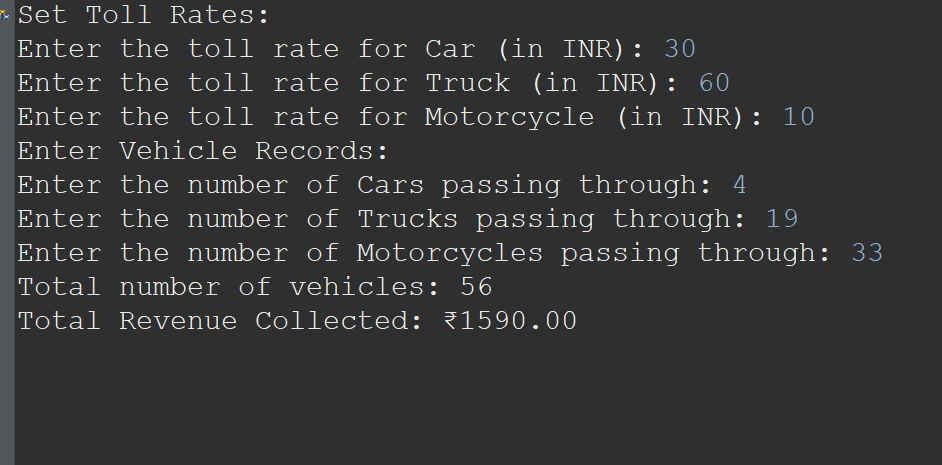 Set Toll Rates:
Enter the toll rate for Car (in INR): 30
Enter the toll rate for Truck (in INR): 60
Enter the toll rate for Motorcycle (in INR): 10
Enter Vehicle Records:
Enter the number of Cars passing through: 4
Enter the number of Trucks passing through: 19
Enter the number of Motorcycles passing through: 33
Total number of vehicles: 56
Total Revenue Collected: ₹1590.00